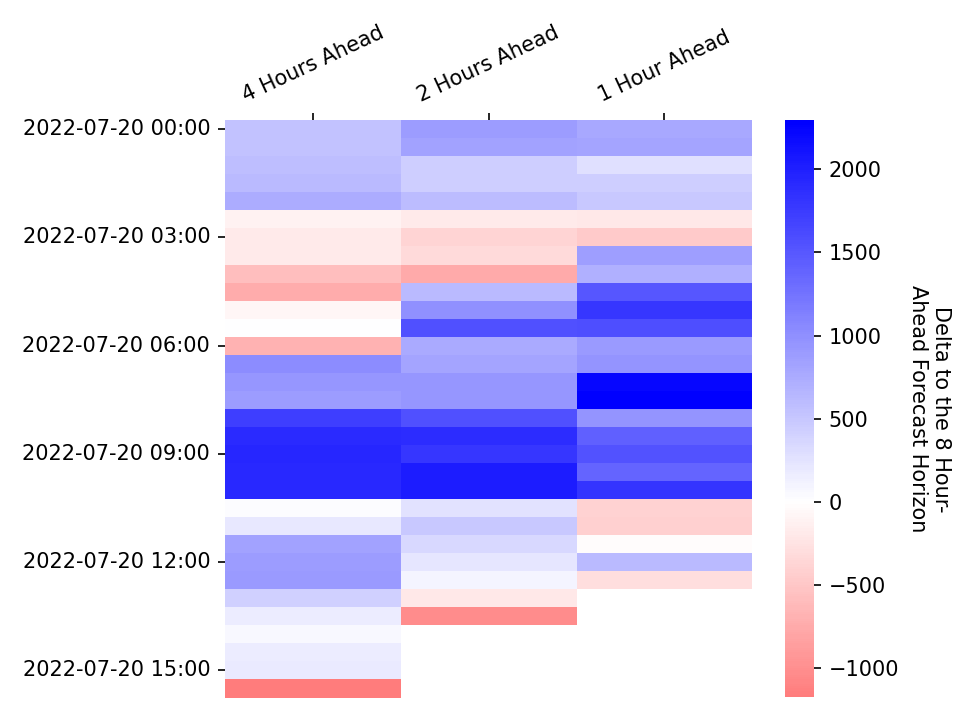 4 Hours Ahead
2 Hours Ahead
1 Hour Ahead
2022-07-20 00:00
2022-07-20 03:00
2022-07-20 06:00
2022-07-20 09:00
2022-07-20 12:00
2022-07-20 15:00
2000
1500
1000
500
0
−500
−1000
Delta to the 8 Hour-
Ahead Forecast Horizon